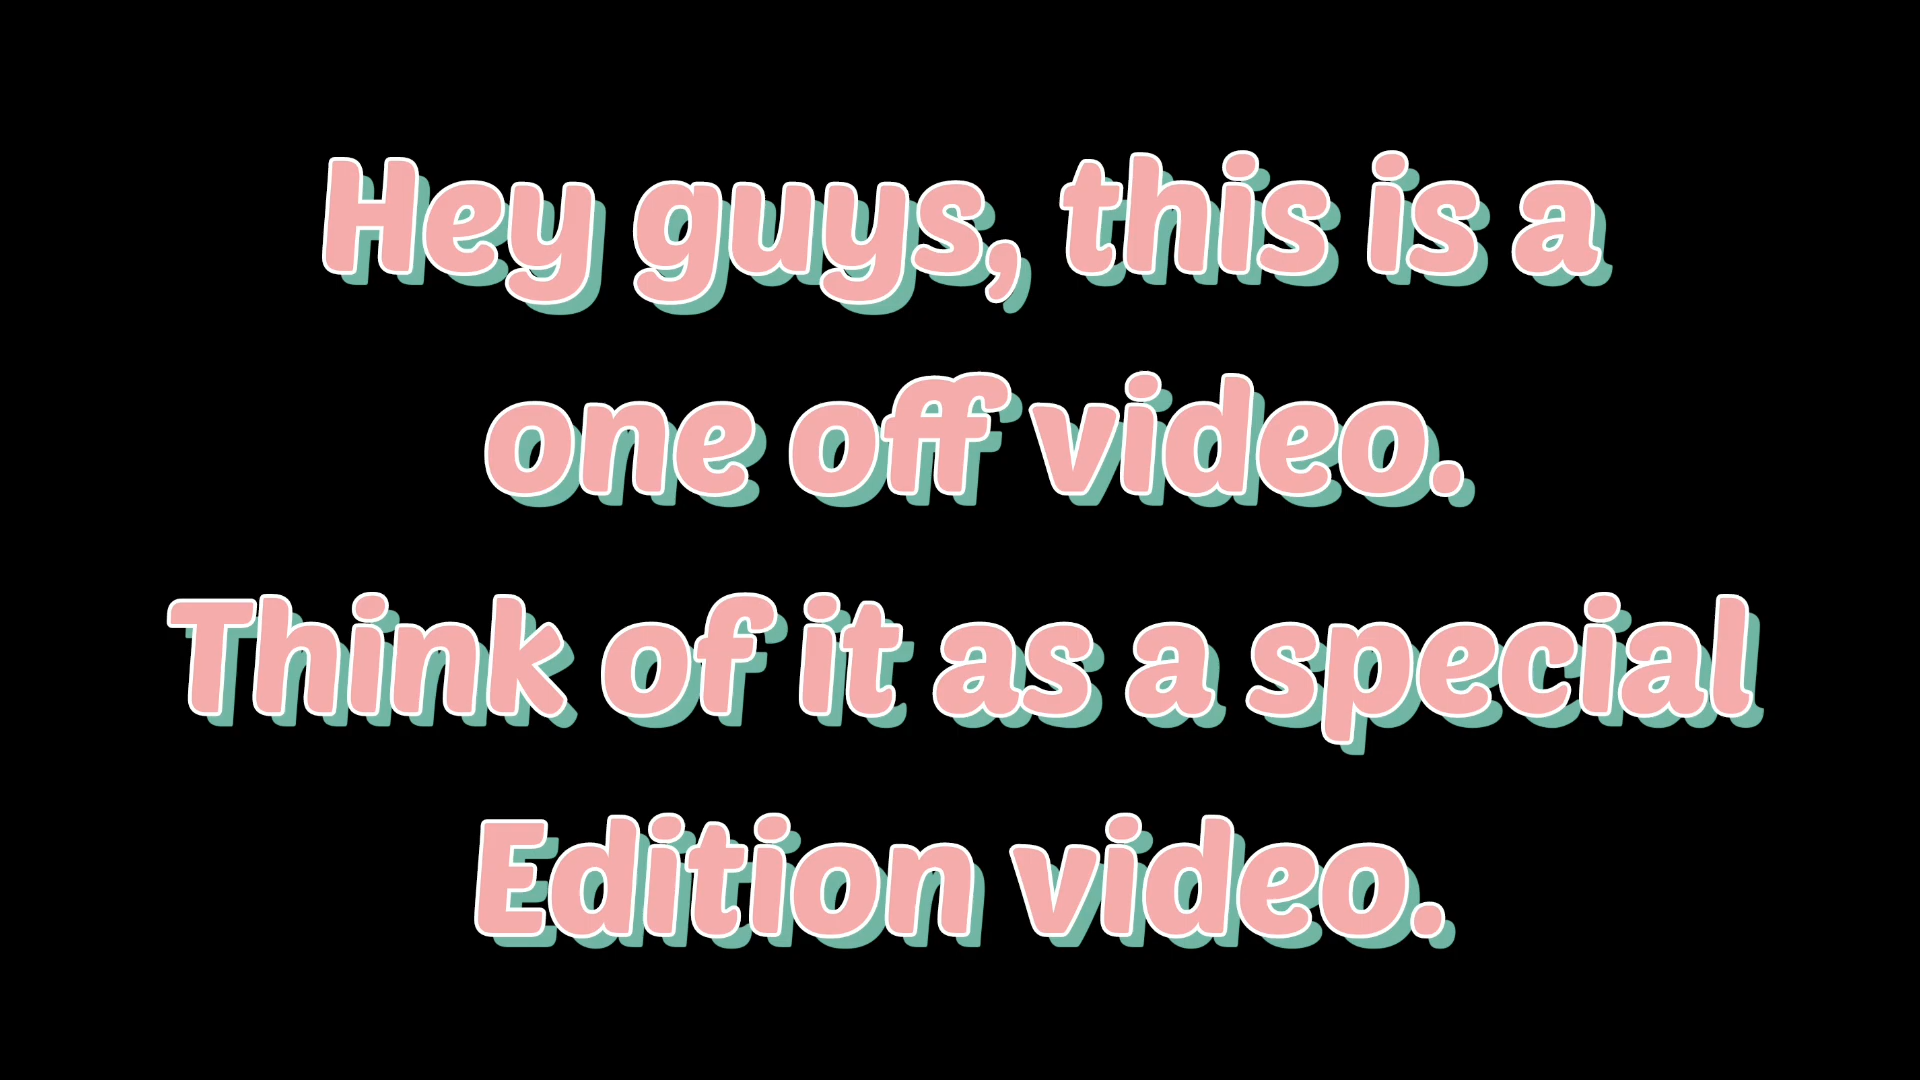 Hey guys, this is a
one off video.
Think of it as a special
Edition video.